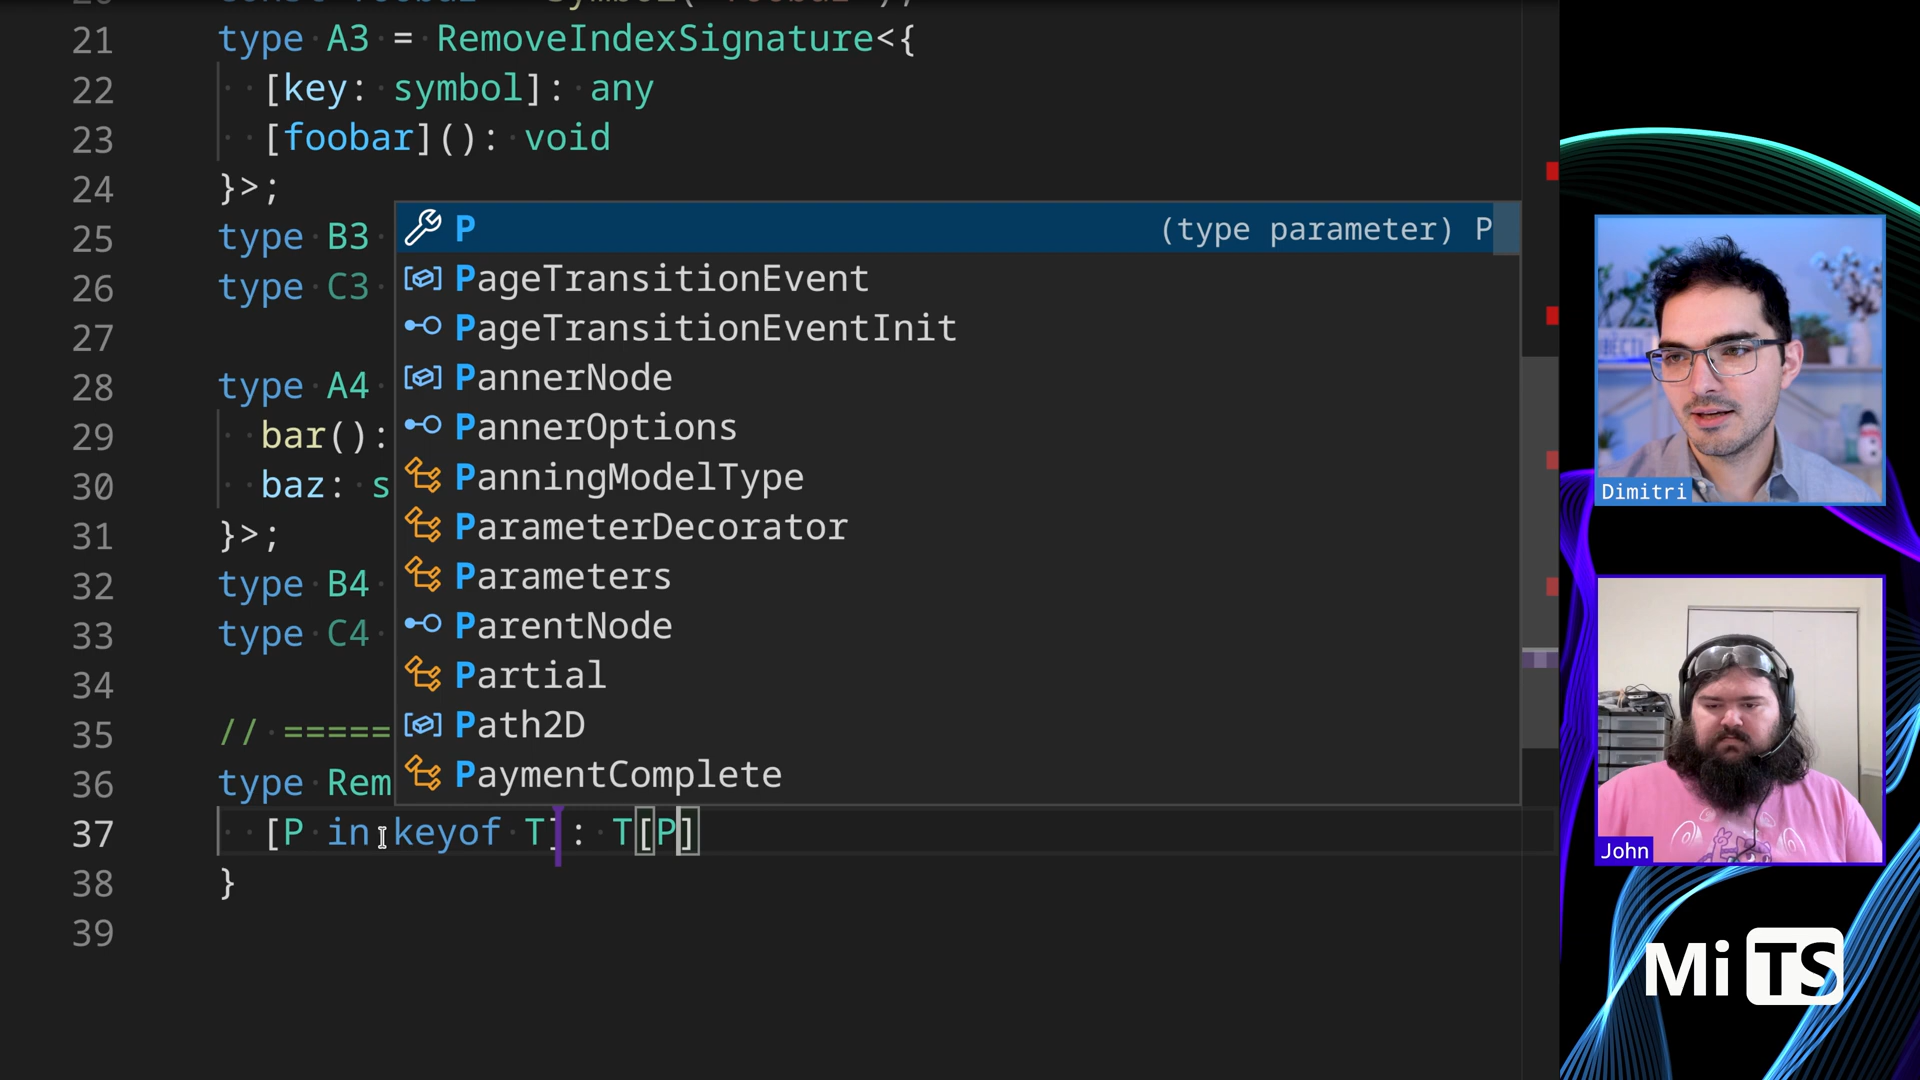 21 type A3 = RemoveIndexSignature<{
22 [key: symbol]: any
23 [foobar](): void
24 }>;
25 type B3
26 type C3
27
28 type A4
29 bar():
30 baz: s
31 }>;
32 type B4
33 type C4
34
35 // =====
36 type Rem
37 [P in keyof T]: T[P]
38 }
39
P (type parameter) P
PageTransitionEvent
PageTransitionEventInit
PannerNode
PannerOptions
PanningModelType
ParameterDecorator
Parameters
ParentNode
Partial
Path2D
PaymentComplete
Dimitri
John
Mi TS